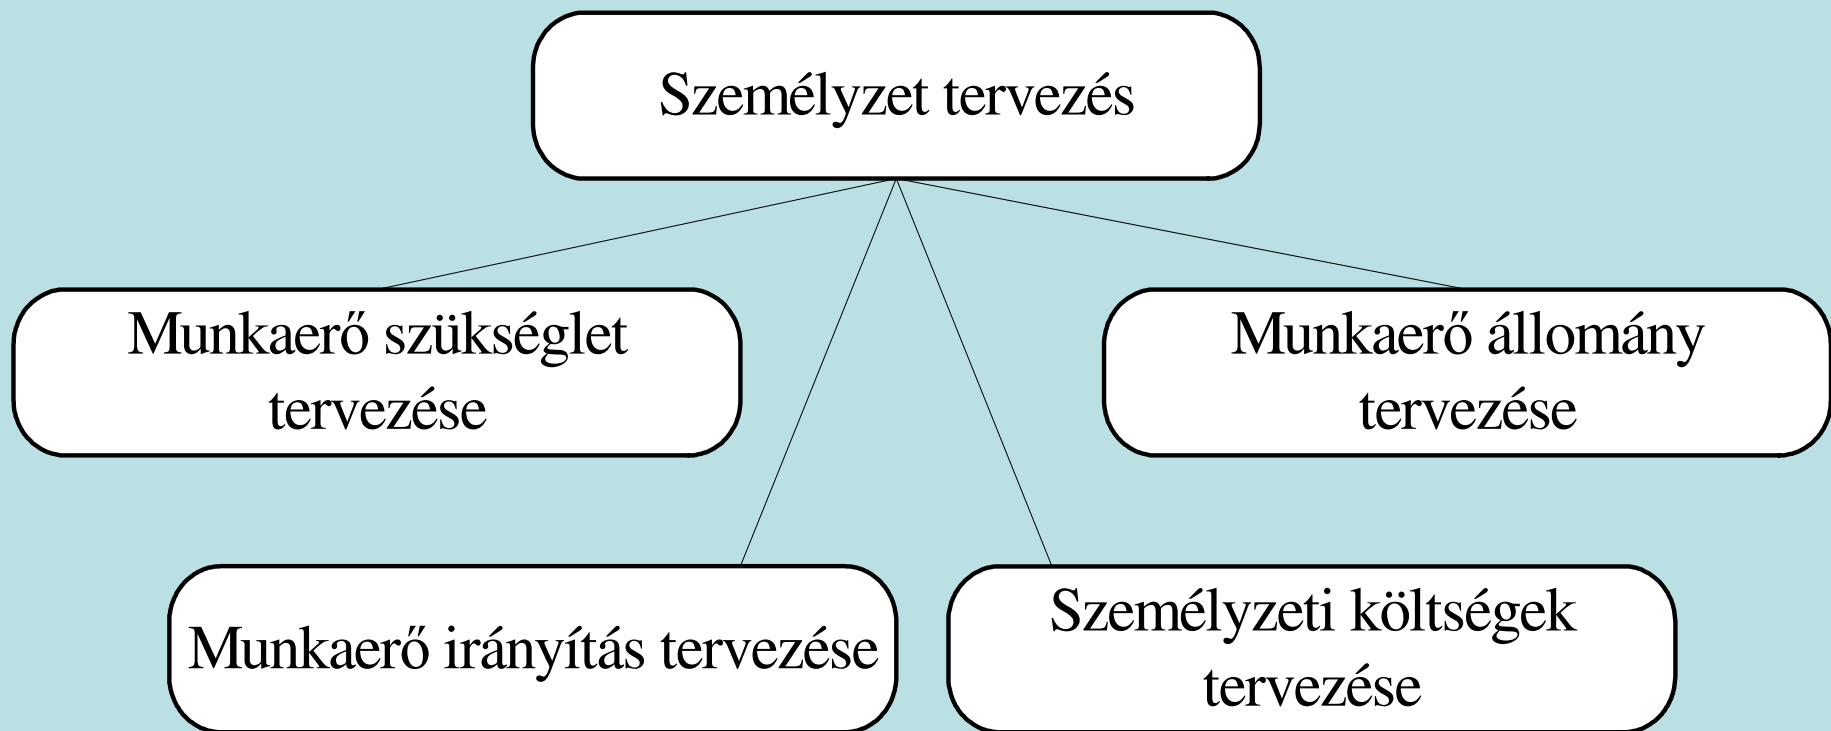 Személyzet tervezés
Munkaerő szükséglet
tervezése
Munkaerő állomány
tervezése
Munkaerő irányítás tervezése
Személyzeti költségek
tervezése